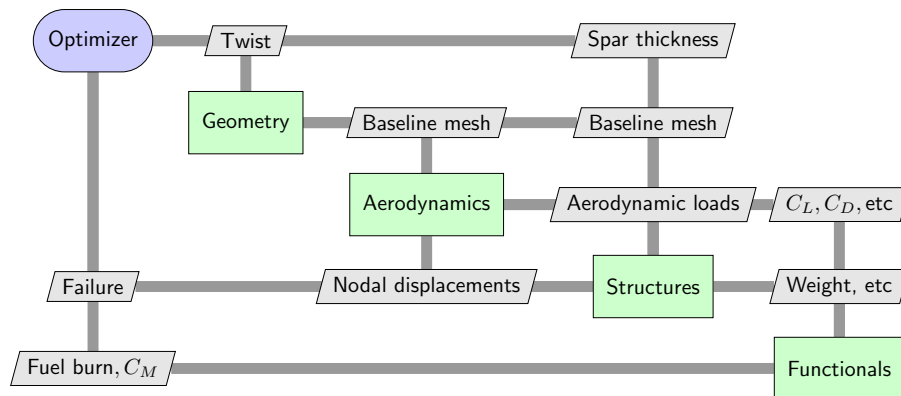 Optimizer
Twist
Spar thickness
Geometry
Baseline mesh
Baseline mesh
Aerodynamics
Aerodynamic loads
C_L, C_D, etc
Failure
Nodal displacements
Structures
Weight, etc
Fuel burn, C_M
Functionals